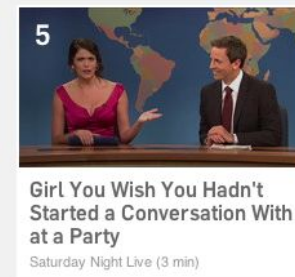 5
Girl You Wish You Hadn't
Started a Conversation With
at a Party
Saturday Night Live (3 min)